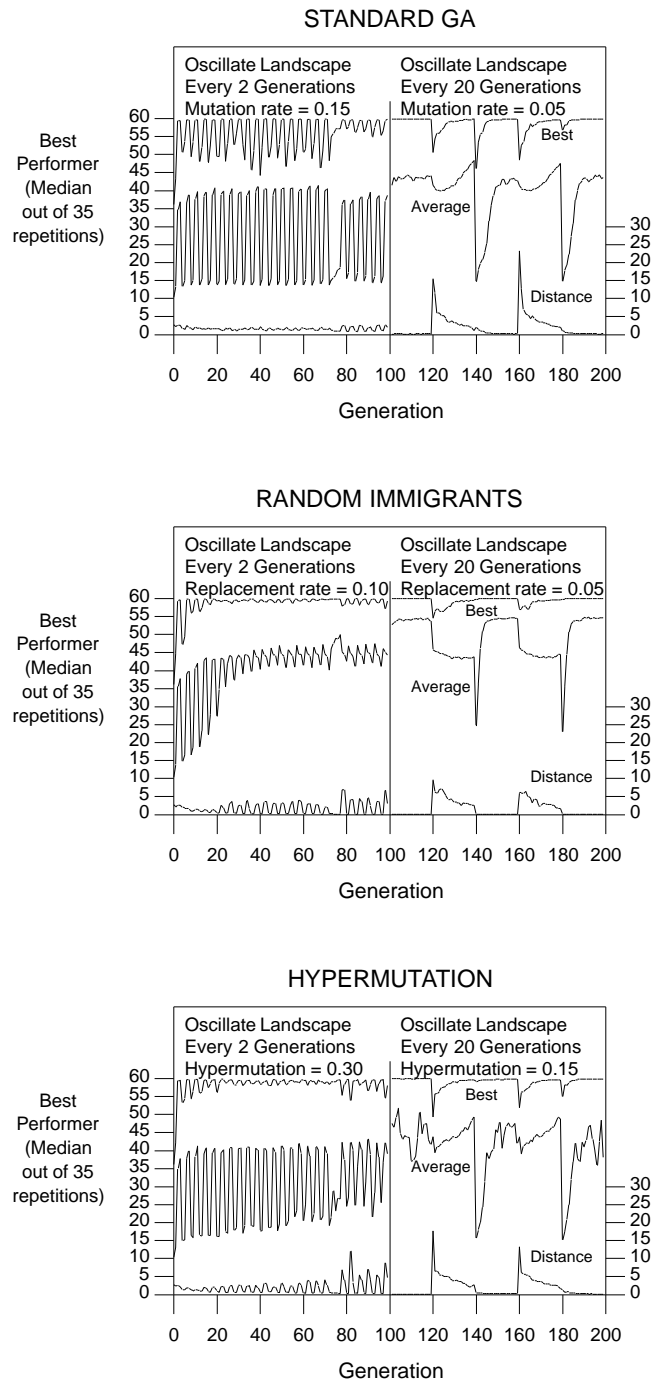 STANDARD GA
Oscillate Landscape
Every 2 Generations
Mutation rate = 0.15
Oscillate Landscape
Every 20 Generations
Mutation rate = 0.05
Best
Performer
(Median
out of 35
repetitions)
60
55
50
45
40
35
30
25
20
15
10
5
0
Best
Average
Distance
30
25
20
15
10
5
0
0 20 40 60 80 100 120 140 160 180 200
Generation
RANDOM IMMIGRANTS
Oscillate Landscape
Every 2 Generations
Replacement rate = 0.10
Oscillate Landscape
Every 20 Generations
Replacement rate = 0.05
Best
Performer
(Median
out of 35
repetitions)
60
55
50
45
40
35
30
25
20
15
10
5
0
Best
Average
Distance
30
25
20
15
10
5
0
0 20 40 60 80 100 120 140 160 180 200
Generation
HYPERMUTATION
Oscillate Landscape
Every 2 Generations
Hypermutation = 0.30
Oscillate Landscape
Every 20 Generations
Hypermutation = 0.15
Best
Performer
(Median
out of 35
repetitions)
60
55
50
45
40
35
30
25
20
15
10
5
0
Best
Average
Distance
30
25
20
15
10
5
0
0 20 40 60 80 100 120 140 160 180 200
Generation